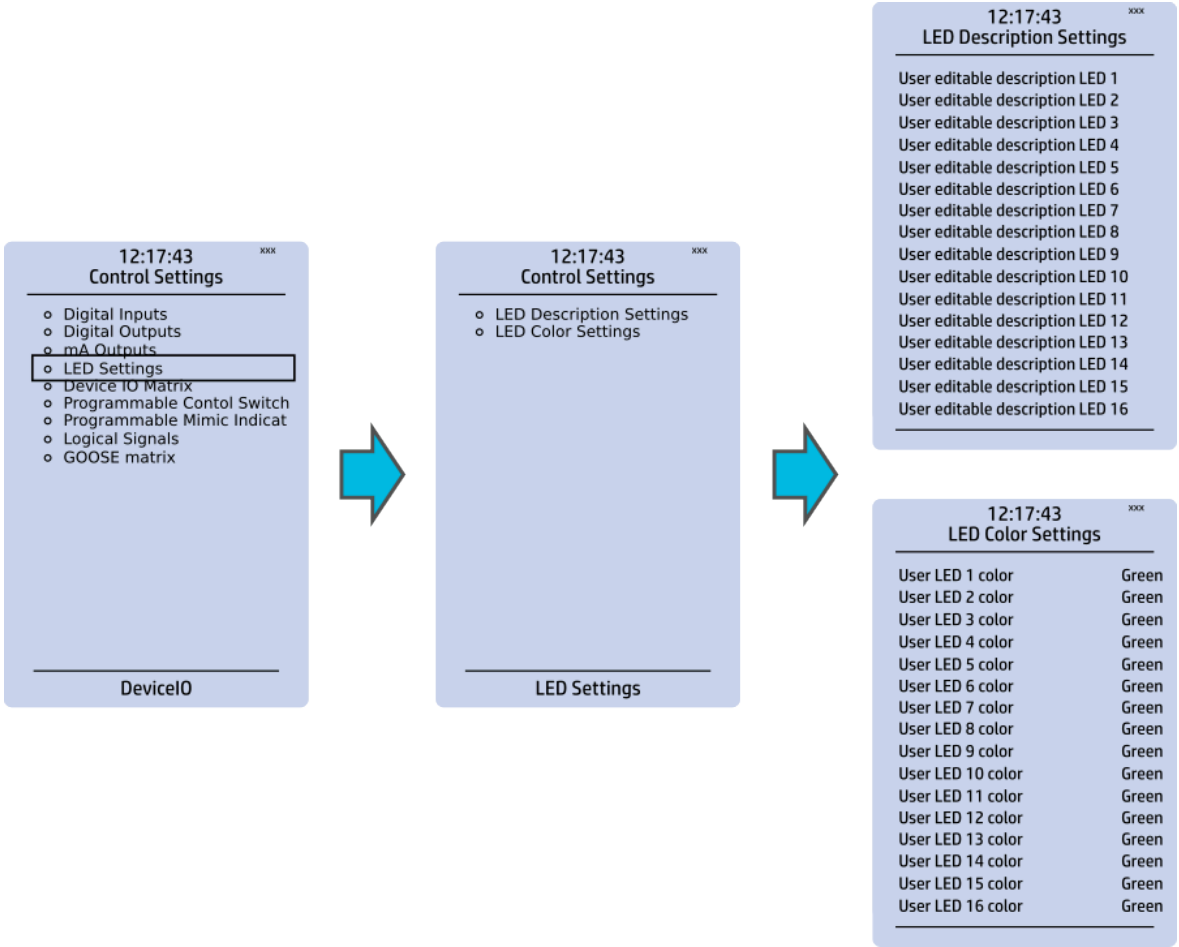 12:17:43 xxx
Control Settings
Digital Inputs
Digital Outputs
mA Outputs
LED Settings
Device IO Matrix
Programmable Contol Switch
Programmable Mimic Indicat
Logical Signals
GOOSE matrix
DeviceIO
12:17:43 xxx
Control Settings
LED Description Settings
LED Color Settings
LED Settings
12:17:43 xxx
LED Description Settings
User editable description LED 1
User editable description LED 2
User editable description LED 3
User editable description LED 4
User editable description LED 5
User editable description LED 6
User editable description LED 7
User editable description LED 8
User editable description LED 9
User editable description LED 10
User editable description LED 11
User editable description LED 12
User editable description LED 13
User editable description LED 14
User editable description LED 15
User editable description LED 16
12:17:43 xxx
LED Color Settings
User LED 1 color Green
User LED 2 color Green
User LED 3 color Green
User LED 4 color Green
User LED 5 color Green
User LED 6 color Green
User LED 7 color Green
User LED 8 color Green
User LED 9 color Green
User LED 10 color Green
User LED 11 color Green
User LED 12 color Green
User LED 13 color Green
User LED 14 color Green
User LED 15 color Green
User LED 16 color Green